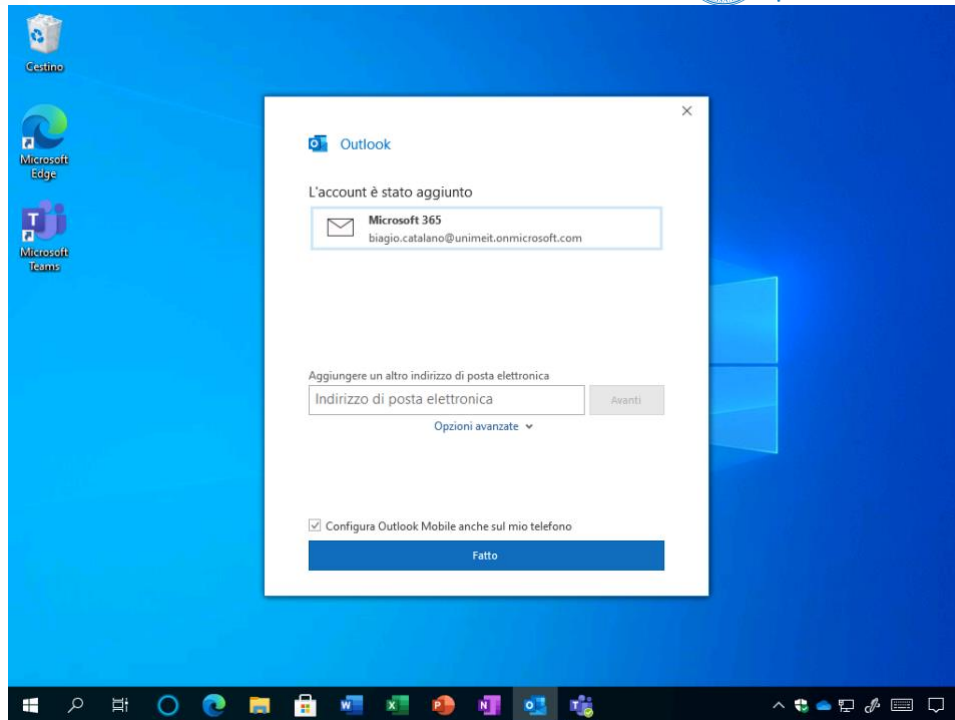 Cestino
Microsoft
Edge
Microsoft
Teams
Outlook
L'account è stato aggiunto
Microsoft 365
biagio.catalano@unimeit.onmicrosoft.com
Aggiungere un altro indirizzo di posta elettronica
Indirizzo di posta elettronica
Avanti
Opzioni avanzate
Configura Outlook Mobile anche sul mio telefono
Fatto